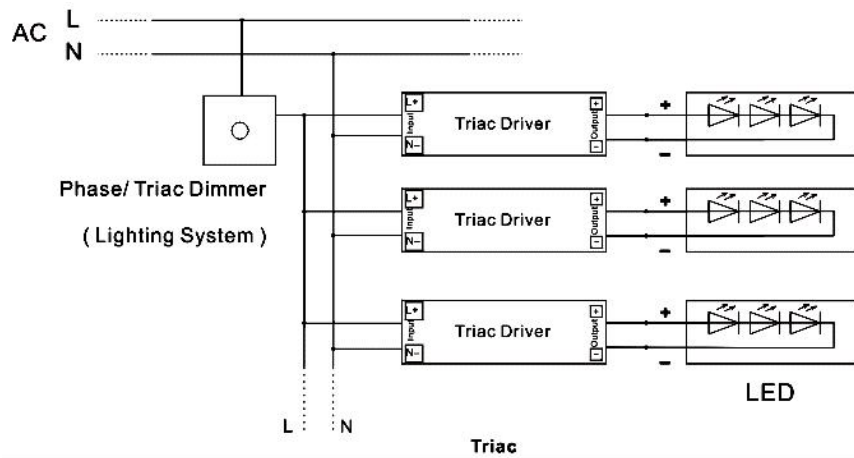 AC L
N
L+ Input N- Triac Driver + Output - + -
Phase/ Triac Dimmer
( Lighting System )
L+ Input N- Triac Driver + Output - + -
L+ Input N- Triac Driver + Output - + -
LED
L N
Triac